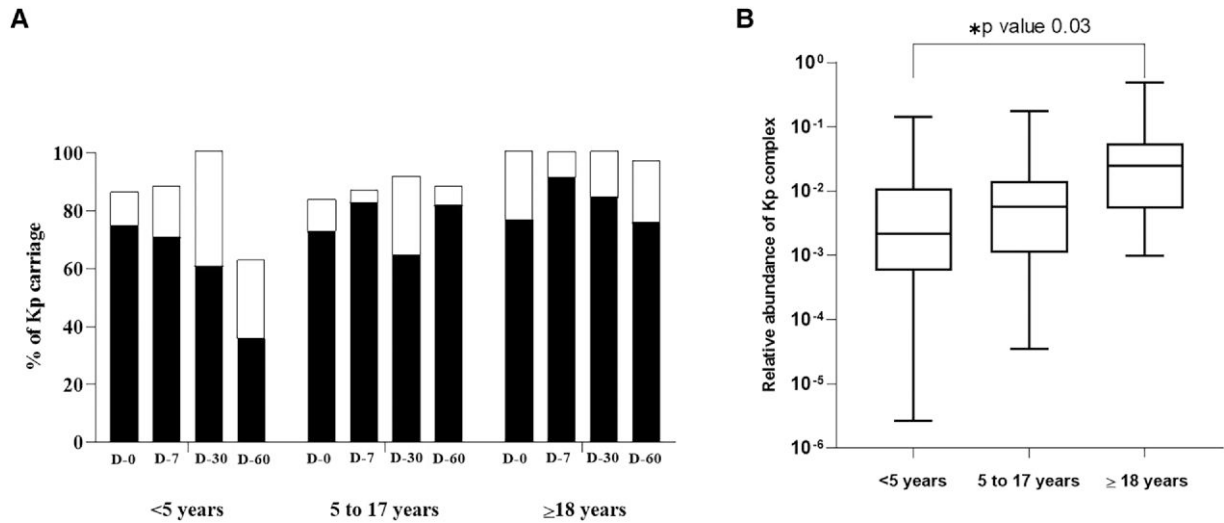 A
% of Kp carriage
100
80
60
40
20
0
D-0 D-7 D-30 D-60 D-0 D-7 D-30 D-60 D-0 D-7 D-30 D-60
<5 years 5 to 17 years ≥18 years
B
*p value 0.03
Relative abundance of Kp complex
10⁰
10⁻¹
10⁻²
10⁻³
10⁻⁴
10⁻⁵
10⁻⁶
<5 years 5 to 17 years ≥ 18 years